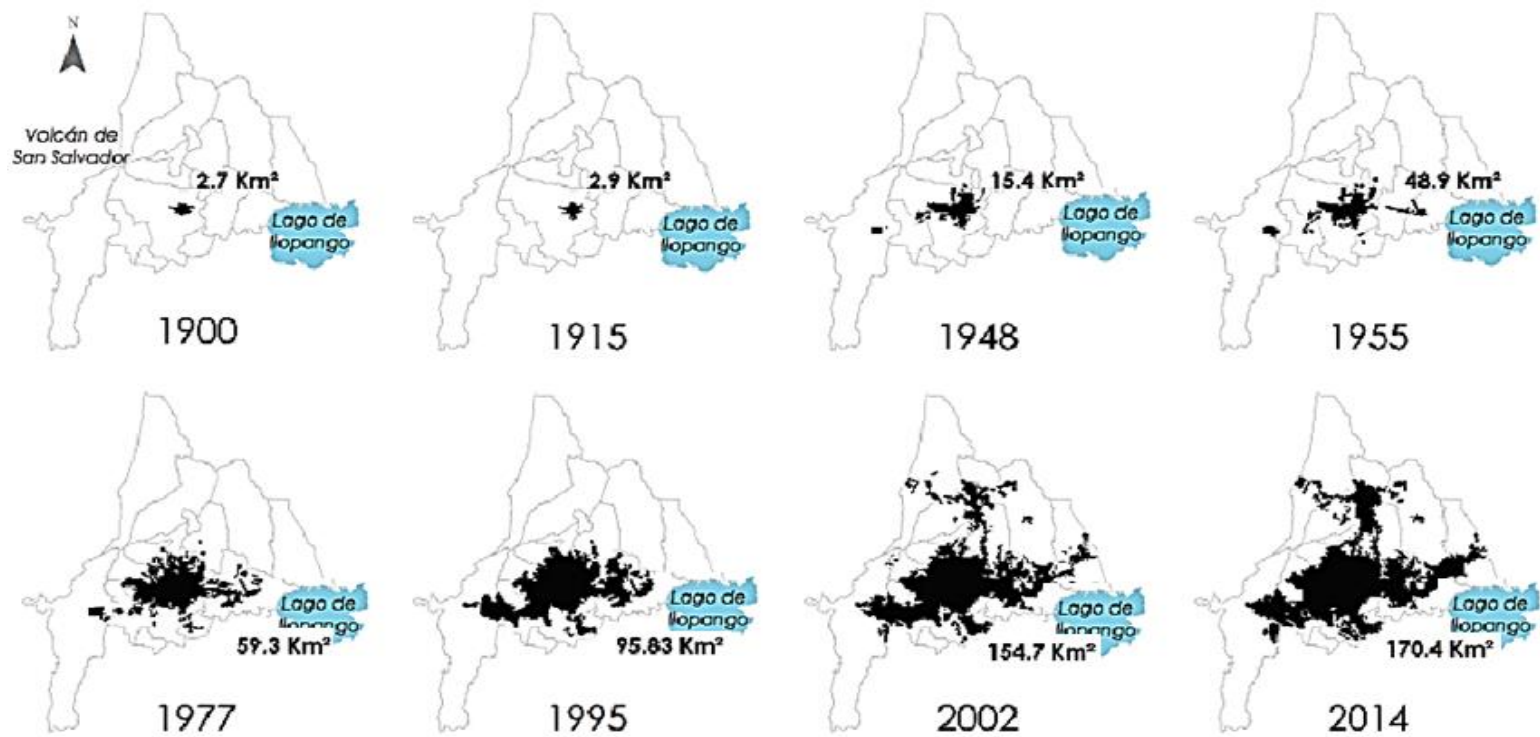 N
Volcán de
San Salvador
2.7 Km²
Lago de
Ilopango
1900
2.9 Km²
Lago de
Ilopango
1915
15.4 Km²
Lago de
Ilopango
1948
48.9 Km²
Lago de
Ilopango
1955
Lago de
Ilopango
59.3 Km²
1977
Lago de
Ilopango
95.83 Km²
1995
Lago de
Ilopango
154.7 Km²
2002
Lago de
Ilopango
170.4 Km²
2014